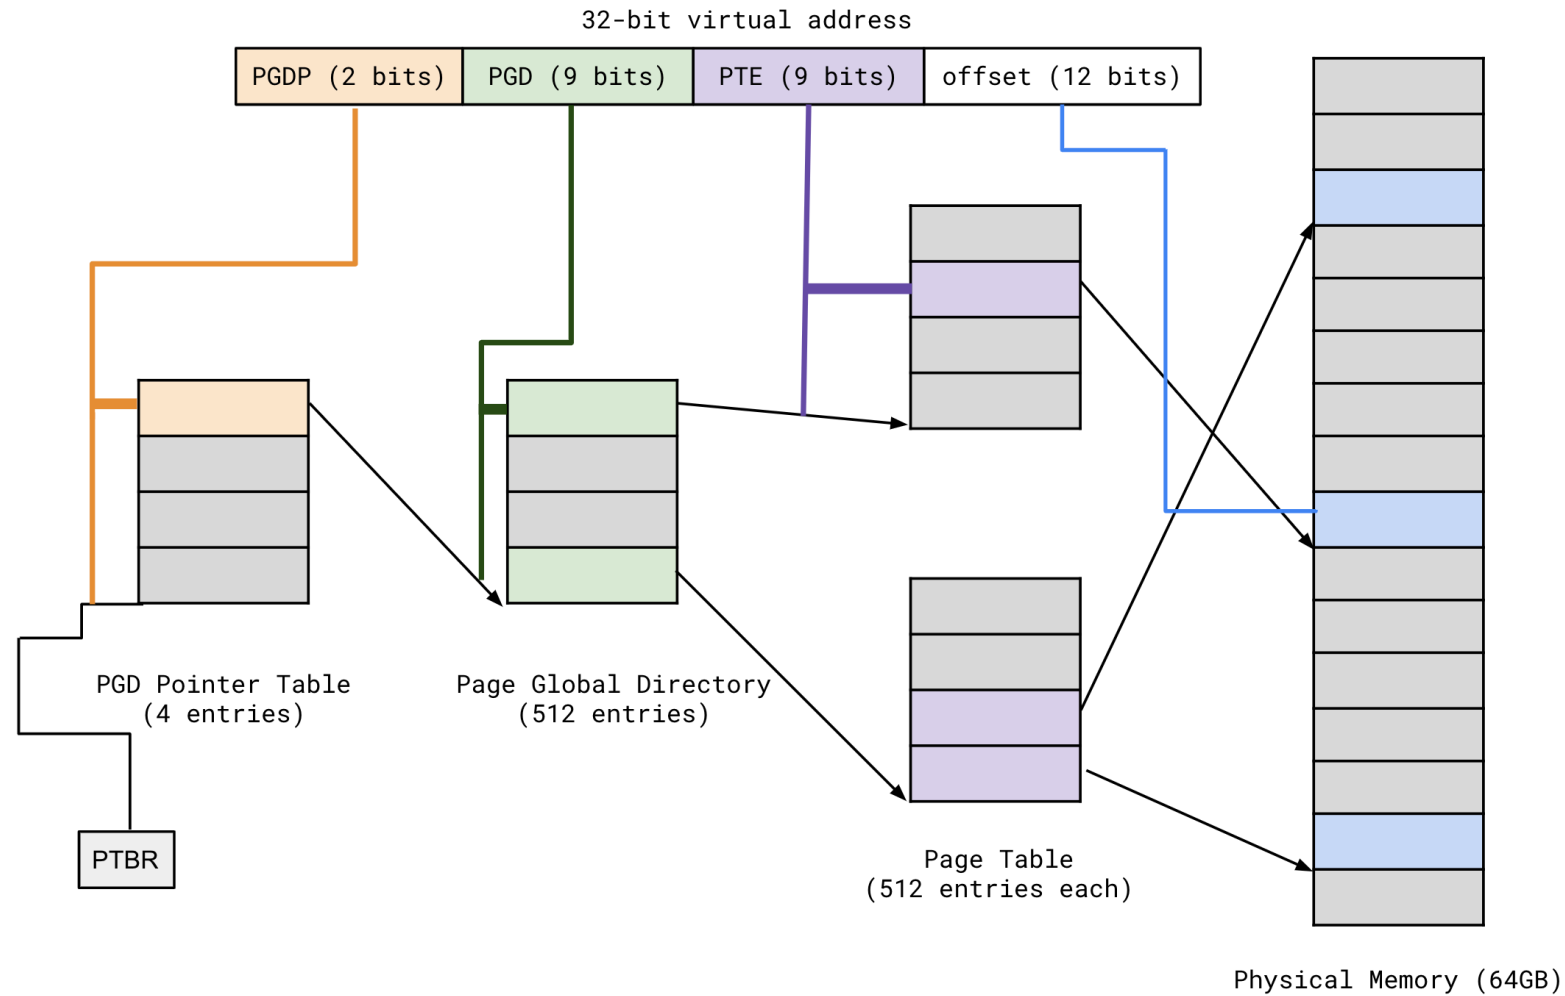 32-bit virtual address
PGDP (2 bits)
PGD (9 bits)
PTE (9 bits)
offset (12 bits)
PGD Pointer Table
(4 entries)
Page Global Directory
(512 entries)
PTBR
Page Table
(512 entries each)
Physical Memory (64GB)